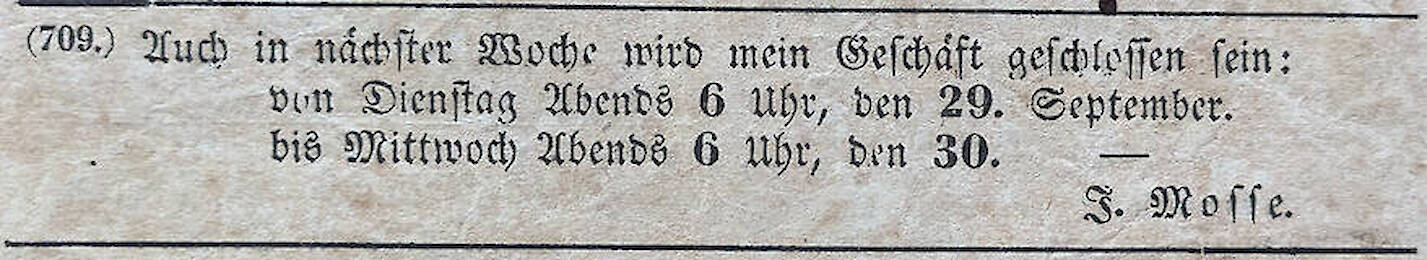 (709.) Auch in nächster Woche wird mein Geschäft geschlossen sein:
von Dienstag Abends 6 Uhr, den 29. September.
bis Mittwoch Abends 6 Uhr, den 30. —
J. Mosse.